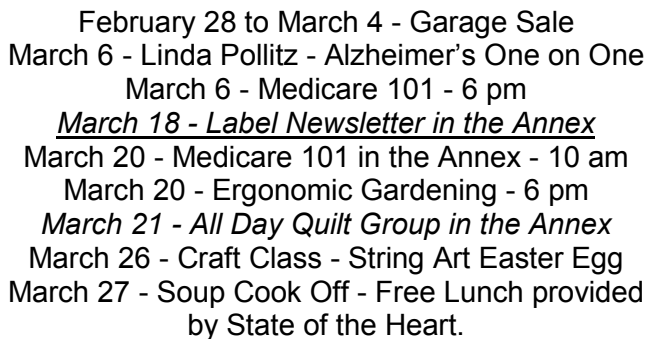 February 28 to March 4 - Garage Sale
March 6 - Linda Pollitz - Alzheimer’s One on One
March 6 - Medicare 101 - 6 pm
March 18 - Label Newsletter in the Annex
March 20 - Medicare 101 in the Annex - 10 am
March 20 - Ergonomic Gardening - 6 pm
March 21 - All Day Quilt Group in the Annex
March 26 - Craft Class - String Art Easter Egg
March 27 - Soup Cook Off - Free Lunch provided
by State of the Heart.